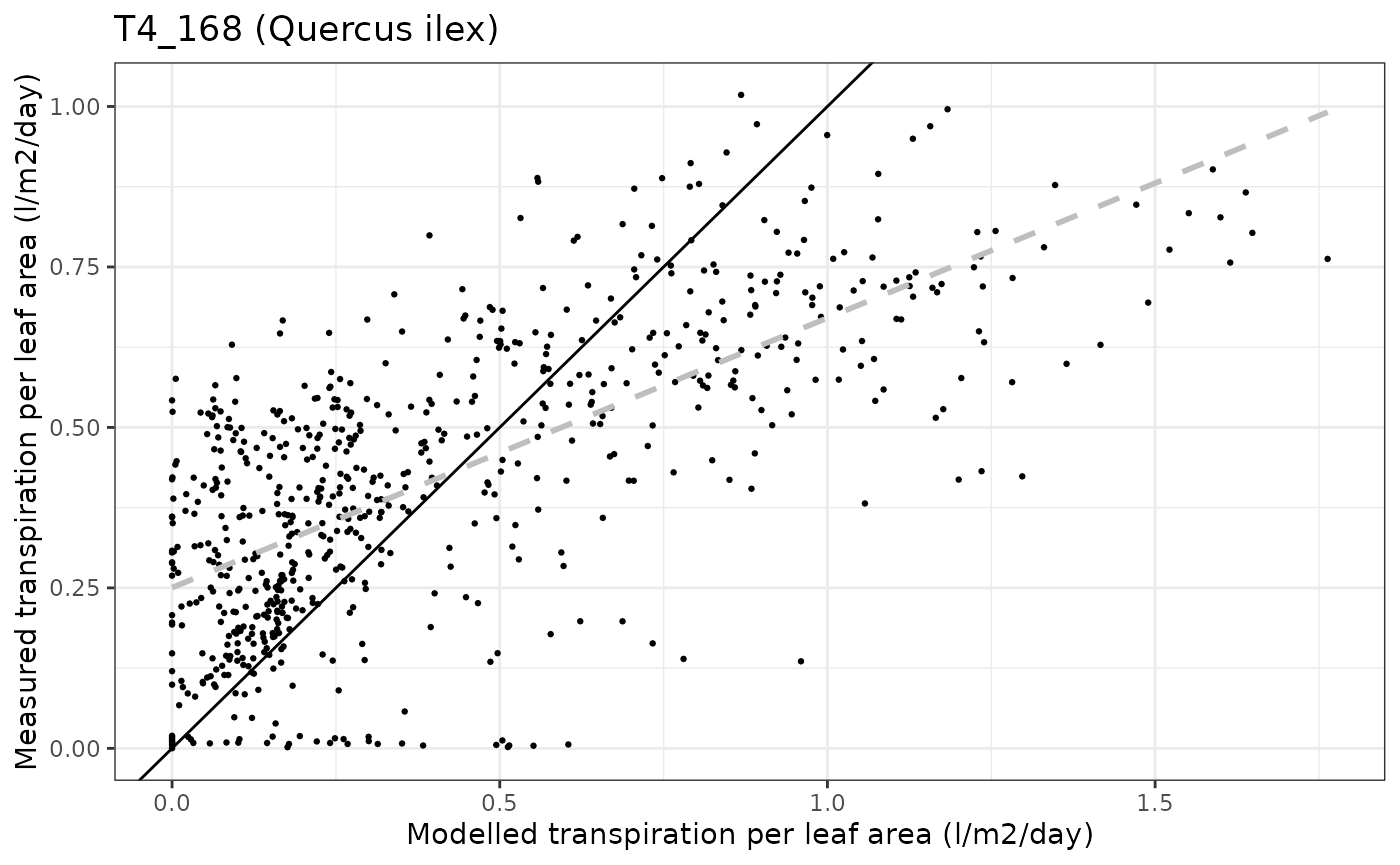 T4_168 (Quercus ilex)
Measured transpiration per leaf area (l/m2/day)
1.00
0.75
0.50
0.25
0.00
0.0 0.5 1.0 1.5
Modelled transpiration per leaf area (l/m2/day)